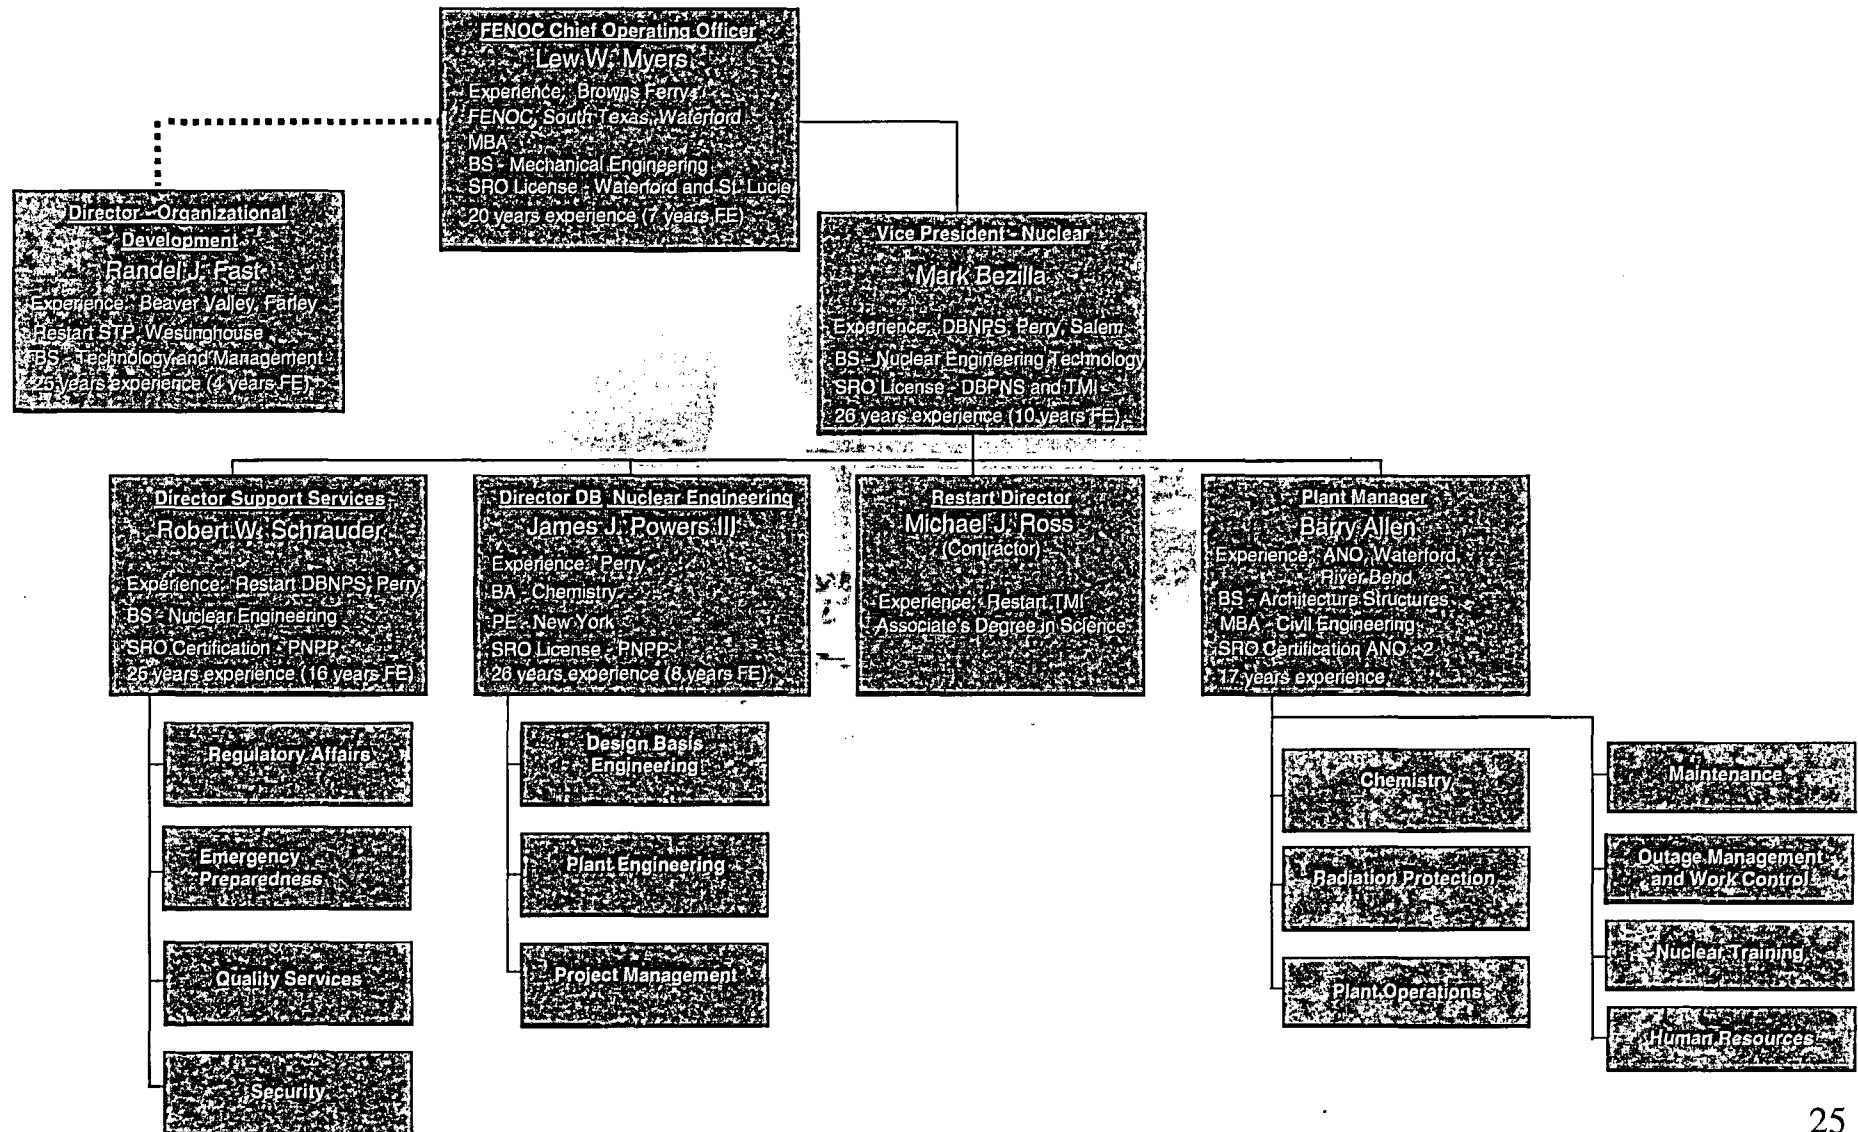 FENOC Chief Operating Officer
Lew W. Myers
Experience: Browns Ferry,
FENOC, South Texas, Waterford
MBA
BS - Mechanical Engineering
SRO License - Waterford and St. Lucie
20 years experience (7 years FE)
Director - Organizational
Development
Randel J. Fast
Experience: Beaver Valley, Farley
Restart STP, Westinghouse
BS - Technology and Management
25 years experience (4 years FE)
Vice President - Nuclear
Mark Bezilla
Experience: DBNPS, Perry, Salem
BS - Nuclear Engineering Technology
SRO License - DBPNS and TMI
26 years experience (10 years FE)
Director Support Services
Robert W. Schrauder
Experience: Restart DBNPS, Perry
BS - Nuclear Engineering
SRO Certification - PNPP
25 years experience (16 years FE)
Director DB Nuclear Engineering
James J. Powers III
Experience: Perry
BA - Chemistry
PE - New York
SRO License - PNPP
26 years experience (8 years FE)
Restart Director
Michael J. Ross
(Contractor)
Experience: Restart TMI
Associate's Degree in Science
Plant Manager
Barry Allen
Experience: ANO, Waterford,
River Bend
BS - Architecture Structures
MBA - Civil Engineering
SRO Certification ANO - 2
17 years experience
Regulatory Affairs
Emergency
Preparedness
Quality Services
Security
Design Basis
Engineering
Plant Engineering
Project Management
Chemistry
Radiation Protection
Plant Operations
Maintenance
Outage Management
and Work Control
Nuclear Training
Human Resources
25